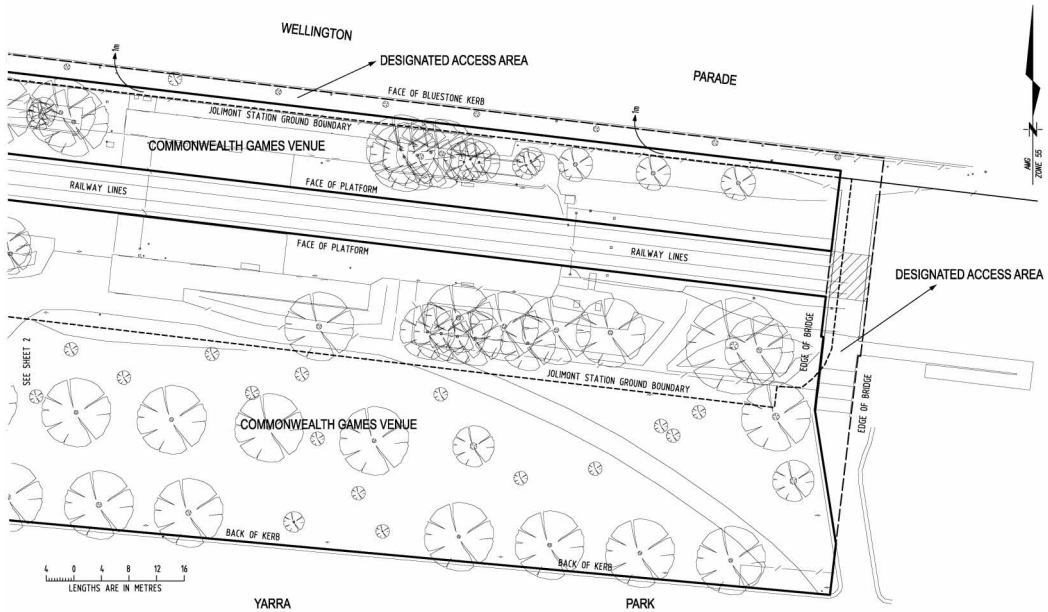 WELLINGTON
PARADE
1m
DESIGNATED ACCESS AREA
FACE OF BLUESTONE KERB
1m
JOLIMONT STATION GROUND BOUNDARY
COMMONWEALTH GAMES VENUE
FACE OF PLATFORM
RAILWAY LINES
FACE OF PLATFORM
RAILWAY LINES
AMG
ZONE 55
N
DESIGNATED ACCESS AREA
EDGE OF BRIDGE
EDGE OF BRIDGE
SEE SHEET 2
JOLIMONT STATION GROUND BOUNDARY
COMMONWEALTH GAMES VENUE
BACK OF KERB
BACK OF KERB
4 0 4 8 12 16
LENGTHS ARE IN METRES
YARRA
PARK